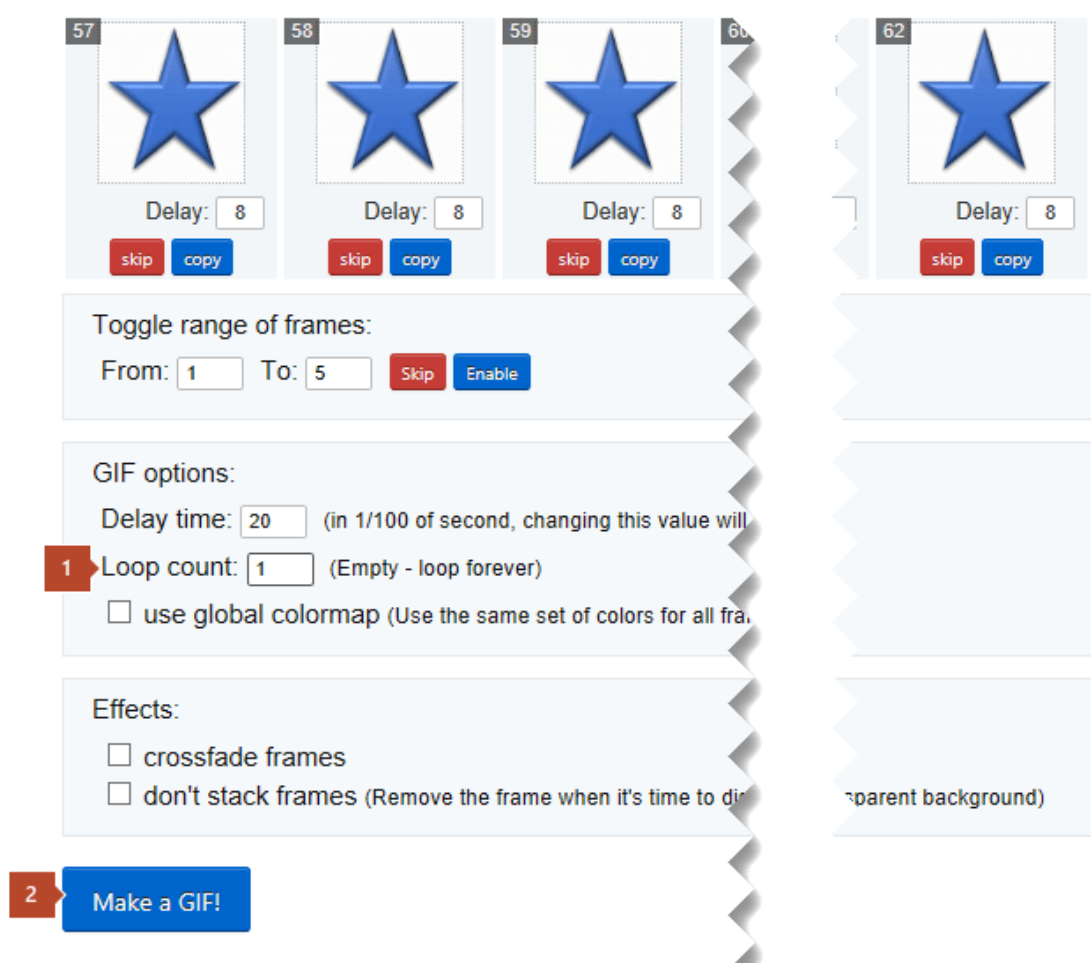 57 58 59 60 62
Delay: 8 Delay: 8 Delay: 8 Delay: 8
skip copy skip copy skip copy skip copy
Toggle range of frames:
From: 1 To: 5 Skip Enable
GIF options:
Delay time: 20 (in 1/100 of second, changing this value will
1 Loop count: 1 (Empty - loop forever)
use global colormap (Use the same set of colors for all
Effects:
crossfade frames
don't stack frames (Remove the frame when it's time to background)
2 Make a GIF!